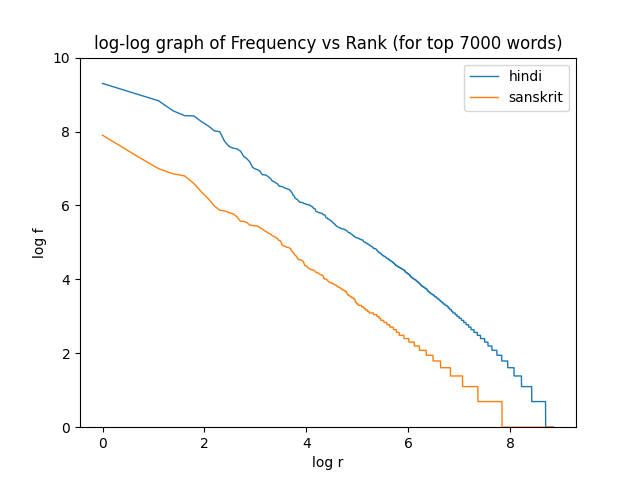 log-log graph of Frequency vs Rank (for top 7000 words)
hindi
sanskrit
10
8
6
4
2
0
log f
0 2 4 6 8
log r